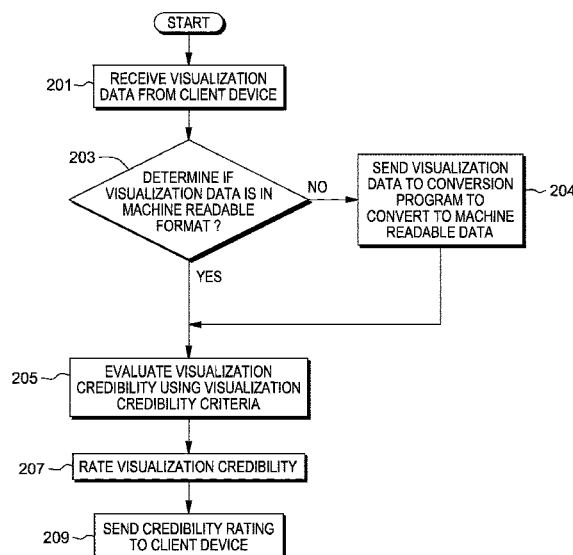 START
201
RECEIVE VISUALIZATION
DATA FROM CLIENT DEVICE
203
DETERMINE IF
VISUALIZATION DATA IS IN
MACHINE READABLE
FORMAT ?
NO
SEND VISUALIZATION
DATA TO CONVERSION
PROGRAM TO
CONVERT TO MACHINE
READABLE DATA
204
YES
205
EVALUATE VISUALIZATION
CREDIBILITY USING VISUALIZATION
CREDIBILITY CRITERIA
207
RATE VISUALIZATION CREDIBILITY
209
SEND CREDIBILITY RATING
TO CLIENT DEVICE